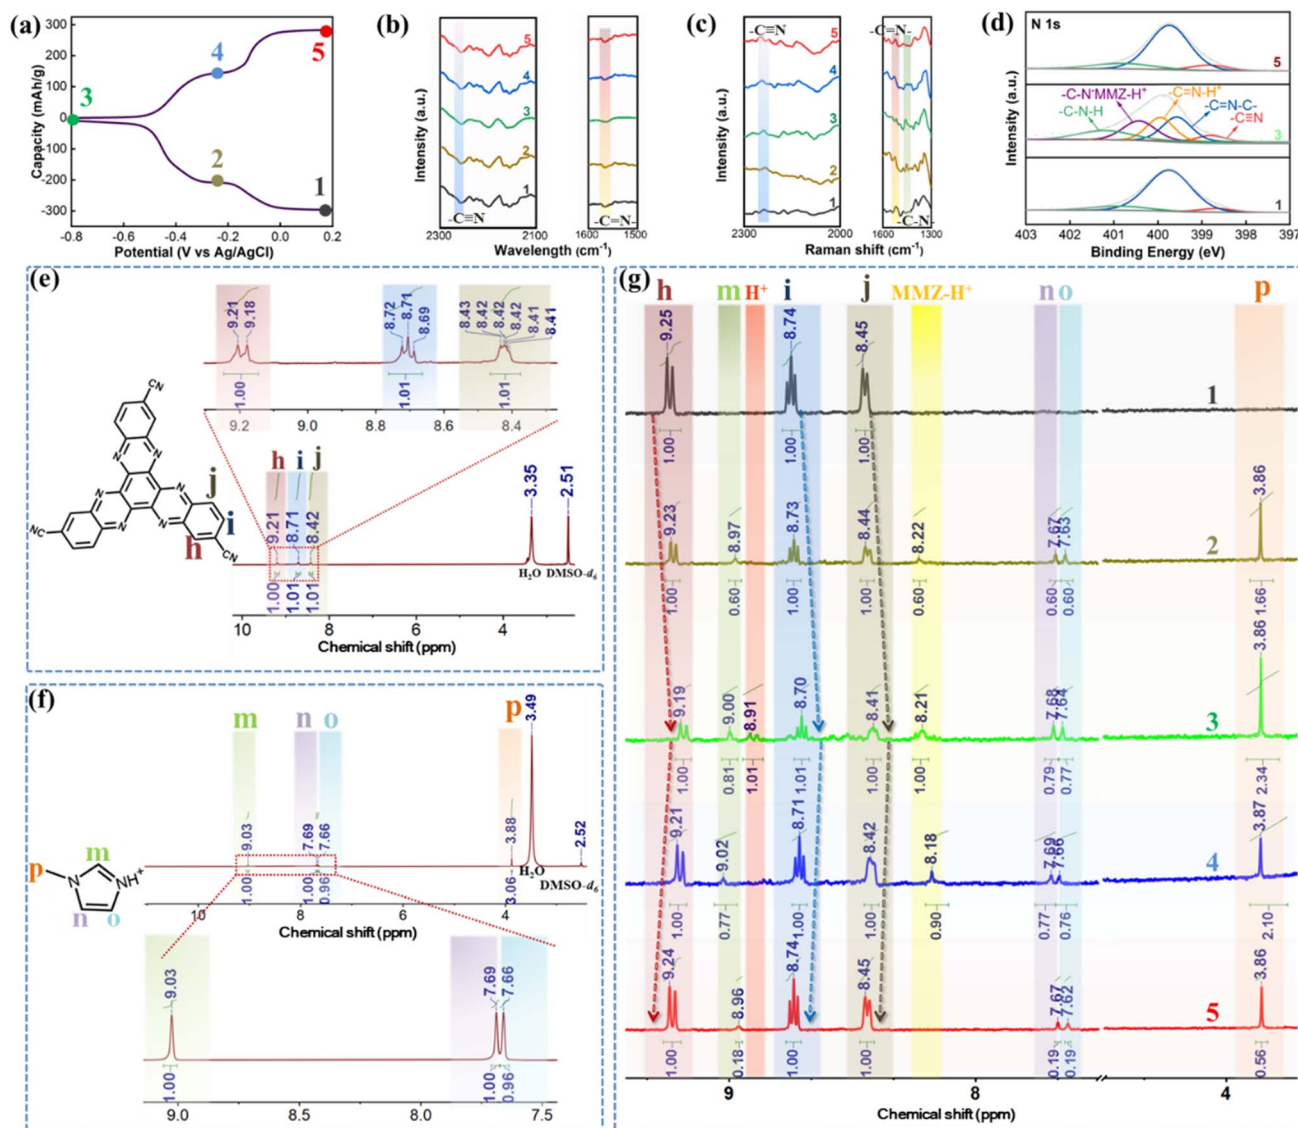 (a)
300
200
100
0
-100
-200
-300
Capacity (mAh/g)
3
4
5
2
1
-0.8
-0.6
-0.4
-0.2
0.0
0.2
Potential (V vs Ag/AgCl)
(b)
Intensity (a.u.)
5
4
3
2
1
-C≡N
-C=N-
2300
2100
1600
1500
Wavelength (cm⁻¹)
(c)
Intensity (a.u.)
-C≡N
-C=N-
5
4
3
2
1
-C-N-
2300
2000
1600
1300
Raman shift (cm⁻¹)
(d)
N 1s
Intensity (a.u.)
5
-C-N⁻MMZ-H⁺
-C=N-H⁺
-C-N-H
-C=N-C-
-C≡N
3
1
403
402
401
400
399
398
397
Binding Energy (eV)
(e)
9.21
9.18
8.72
8.71
8.69
8.43
8.42
8.42
8.42
8.41
8.41
1.00
1.01
1.01
9.2
9.0
8.8
8.6
8.4
CN
NC
CN
N
N
N
N
N
N
j
i
h
h
i
j
9.21
8.71
8.42
1.00
1.01
1.01
3.35
2.51
H₂O
DMSO-d₆
10
8
6
4
Chemical shift (ppm)
(f)
m
n
o
p
9.03
7.69
7.66
3.88
3.49
2.52
1.00
1.00
0.96
3.06
H₂O
DMSO-d₆
m
p
N
NH⁺
n
o
10
8
6
4
Chemical shift (ppm)
9.03
7.69
7.66
1.00
1.00
0.96
9.0
8.5
8.0
7.5
(g)
h
m
H⁺
i
j
MMZ-H⁺
n
o
p
9.25
8.74
8.45
1
1.00
1.00
1.00
9.23
8.97
8.73
8.44
8.22
7.67
7.63
3.86
2
1.00
0.60
1.00
1.00
0.60
0.60
0.60
1.66
9.19
9.00
8.91
8.70
8.41
8.21
7.68
7.64
3.86
3
1.00
0.81
1.01
1.01
1.00
1.00
0.79
0.77
2.34
9.21
9.02
8.71
8.42
8.18
7.69
7.66
3.87
4
1.00
0.77
1.00
1.00
0.90
0.77
0.76
2.10
9.24
8.96
8.74
8.45
7.67
7.62
3.86
5
1.00
0.18
1.00
1.00
0.19
0.19
0.56
9
8
4
Chemical shift (ppm)